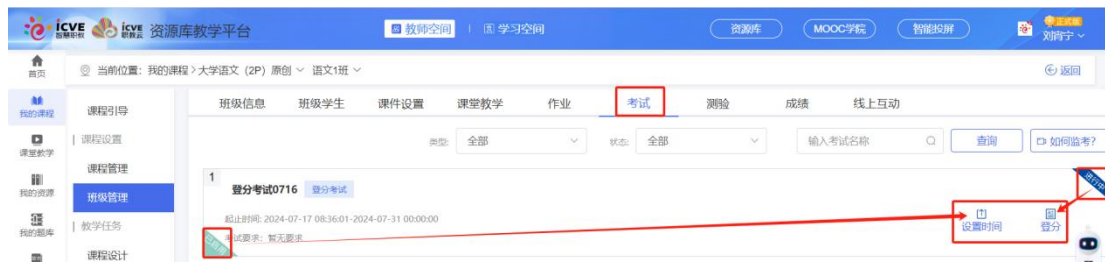 icve 智慧职教 icve 职教云 资源库教学平台 教师空间 学习空间 资源库 MOOC学院 智能投屏 正式版 刘尚宁
首页 当前位置：我的课程>大学语文（2P）原创 语文1班 返回
我的课程 课程引导 班级信息 班级学生 课件设置 课堂教学 作业 考试 测验 成绩 线上互动
课堂教学 课程设置 类型: 全部 状态: 全部 输入考试名称 查询 如何监考?
我的资源 课程管理
1 登分考试0716 登分考试 进行中
班级管理
我的题库 教学任务 起止时间: 2024-07-17 08:36:01-2024-07-31 00:00:00 设置时间 登分
考试要求：暂无要求
课程设计